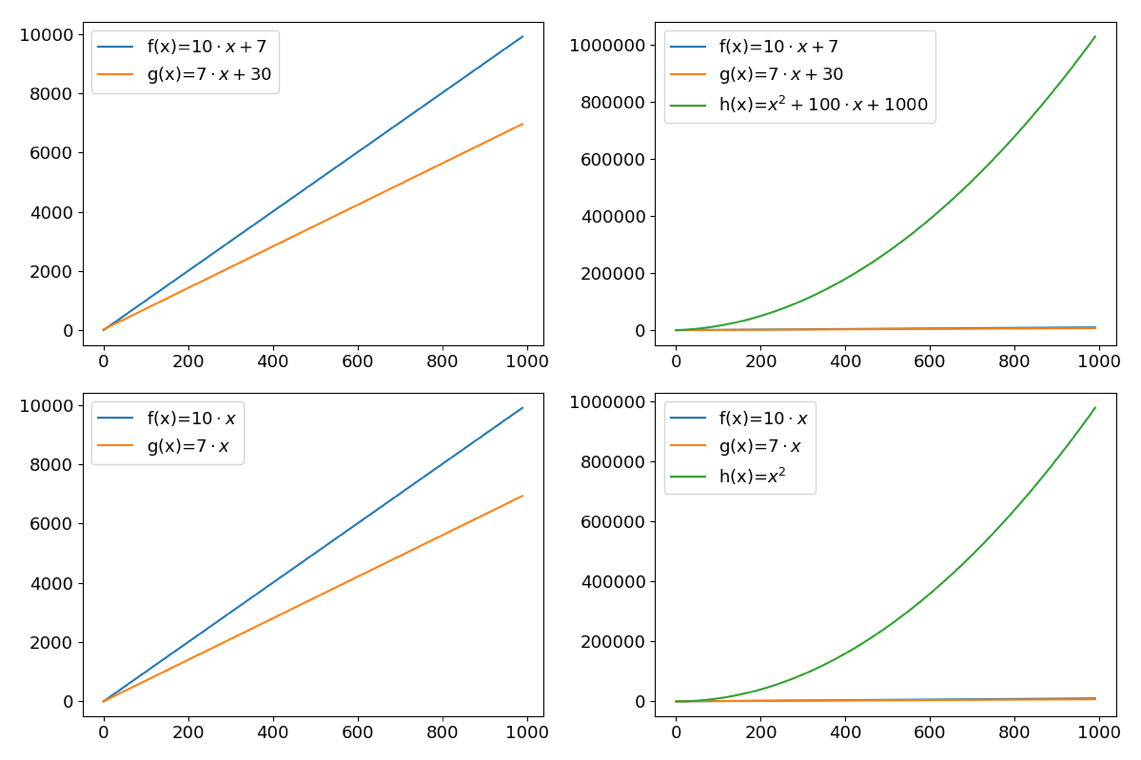 f(x)=10 · x + 7
g(x)=7 · x + 30
10000
8000
6000
4000
2000
0
0 200 400 600 800 1000
f(x)=10 · x + 7
g(x)=7 · x + 30
h(x)=x² + 100 · x + 1000
1000000
800000
600000
400000
200000
0
0 200 400 600 800 1000
f(x)=10 · x
g(x)=7 · x
10000
8000
6000
4000
2000
0
0 200 400 600 800 1000
f(x)=10 · x
g(x)=7 · x
h(x)=x²
1000000
800000
600000
400000
200000
0
0 200 400 600 800 1000